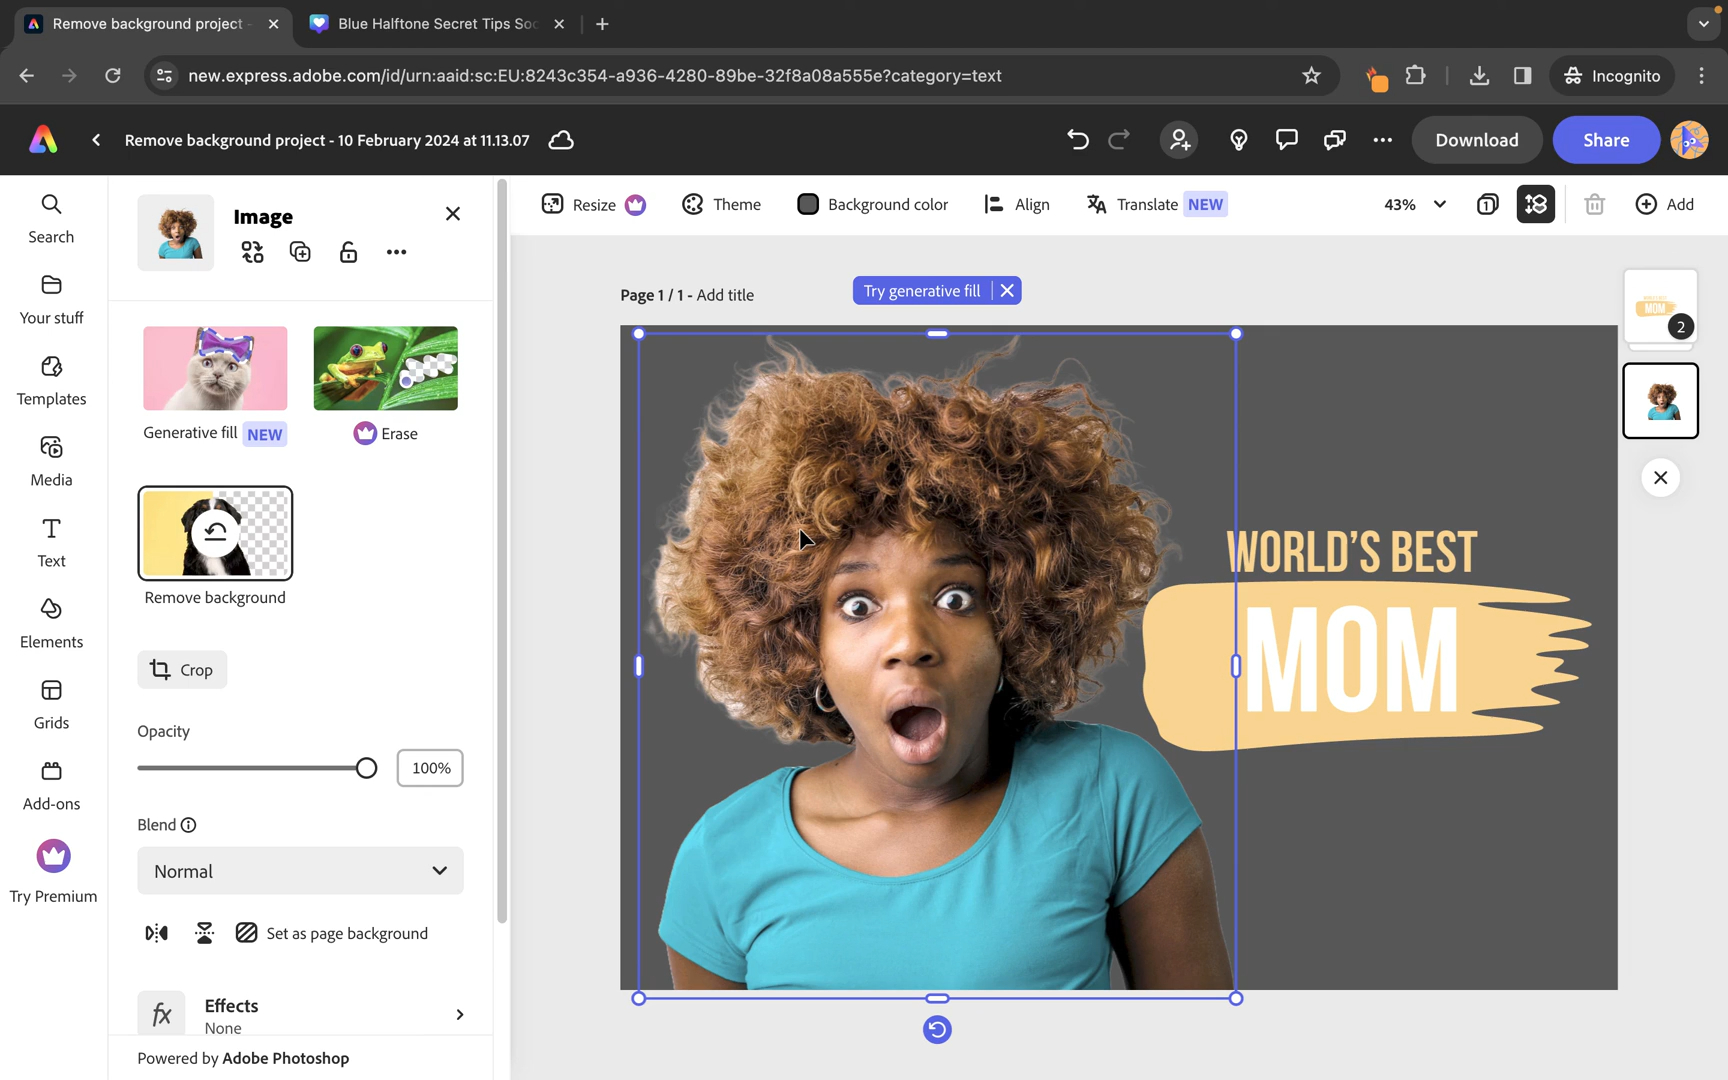 Remove background project -
Blue Halftone Secret Tips Soc
new.express.adobe.com/id/urn:aaid:sc:EU:8243c354-a936-4280-89be-32f8a08a555e?category=text
Incognito
Remove background project - 10 February 2024 at 11.13.07
Download
Share
Search
Your stuff
Templates
Media
Text
Elements
Grids
Add-ons
Try Premium
Image
Generative fill NEW
Erase
Remove background
Crop
Opacity
100%
Blend
Normal
Set as page background
fx
Effects
None
Powered by Adobe Photoshop
Resize
Theme
Background color
Align
Translate NEW
43%
1
Add
Page 1 / 1 - Add title
Try generative fill
WORLD'S BEST
MOM
MOM
2